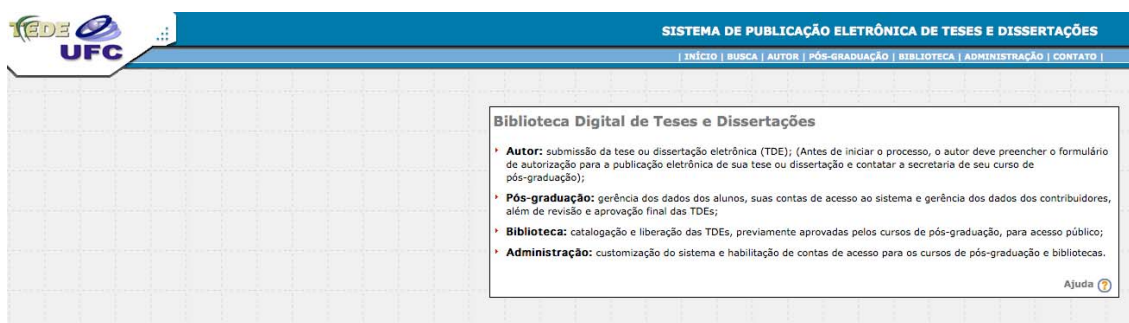 TEDE
UFC
SISTEMA DE PUBLICAÇÃO ELETRÔNICA DE TESES E DISSERTAÇÕES
| INÍCIO | BUSCA | AUTOR | PÓS-GRADUAÇÃO | BIBLIOTECA | ADMINISTRAÇÃO | CONTATO |
Biblioteca Digital de Teses e Dissertações
Autor: submissão da tese ou dissertação eletrônica (TDE); (Antes de iniciar o processo, o autor deve preencher o formulário
de autorização para a publicação eletrônica de sua tese ou dissertação e contatar a secretaria de seu curso de
pós-graduação);
Pós-graduação: gerência dos dados dos alunos, suas contas de acesso ao sistema e gerência dos dados dos contribuidores,
além de revisão e aprovação final das TDEs;
Biblioteca: catalogação e liberação das TDEs, previamente aprovadas pelos cursos de pós-graduação, para acesso público;
Administração: customização do sistema e habilitação de contas de acesso para os cursos de pós-graduação e bibliotecas.
Ajuda ?